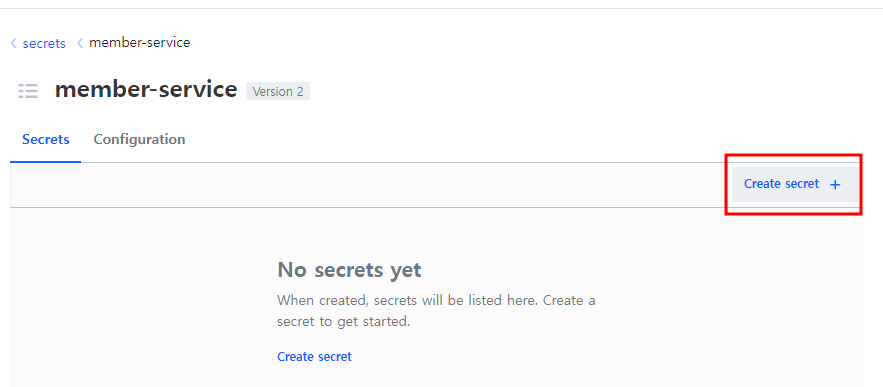 secrets member-service
member-service Version 2
Secrets Configuration
Create secret +
No secrets yet
When created, secrets will be listed here. Create a
secret to get started.
Create secret